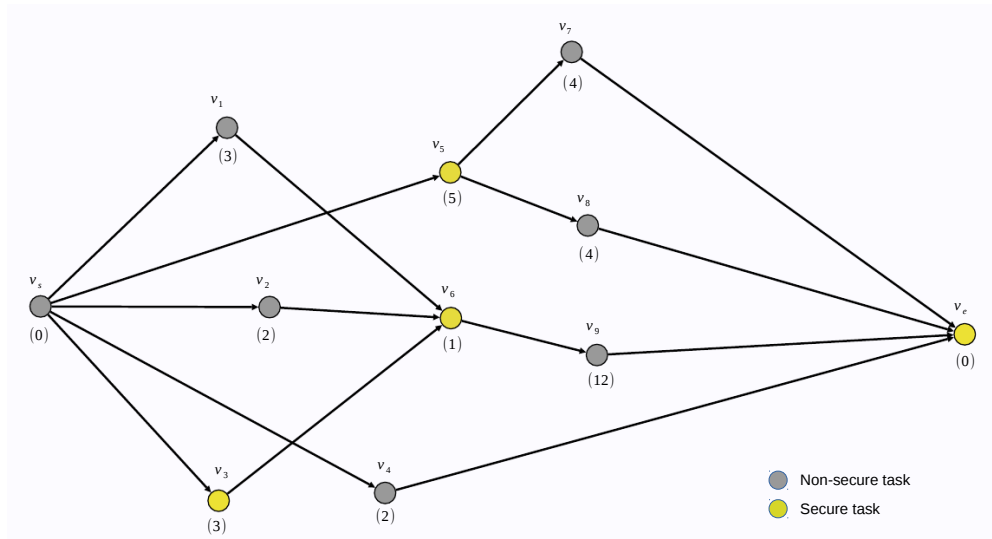 v7
(4)
v1
(3)
v5
(5)
v8
(4)
vs
(0)
v2
(2)
v6
(1)
v9
(12)
ve
(0)
v3
(3)
v4
(2)
Non-secure task
Secure task